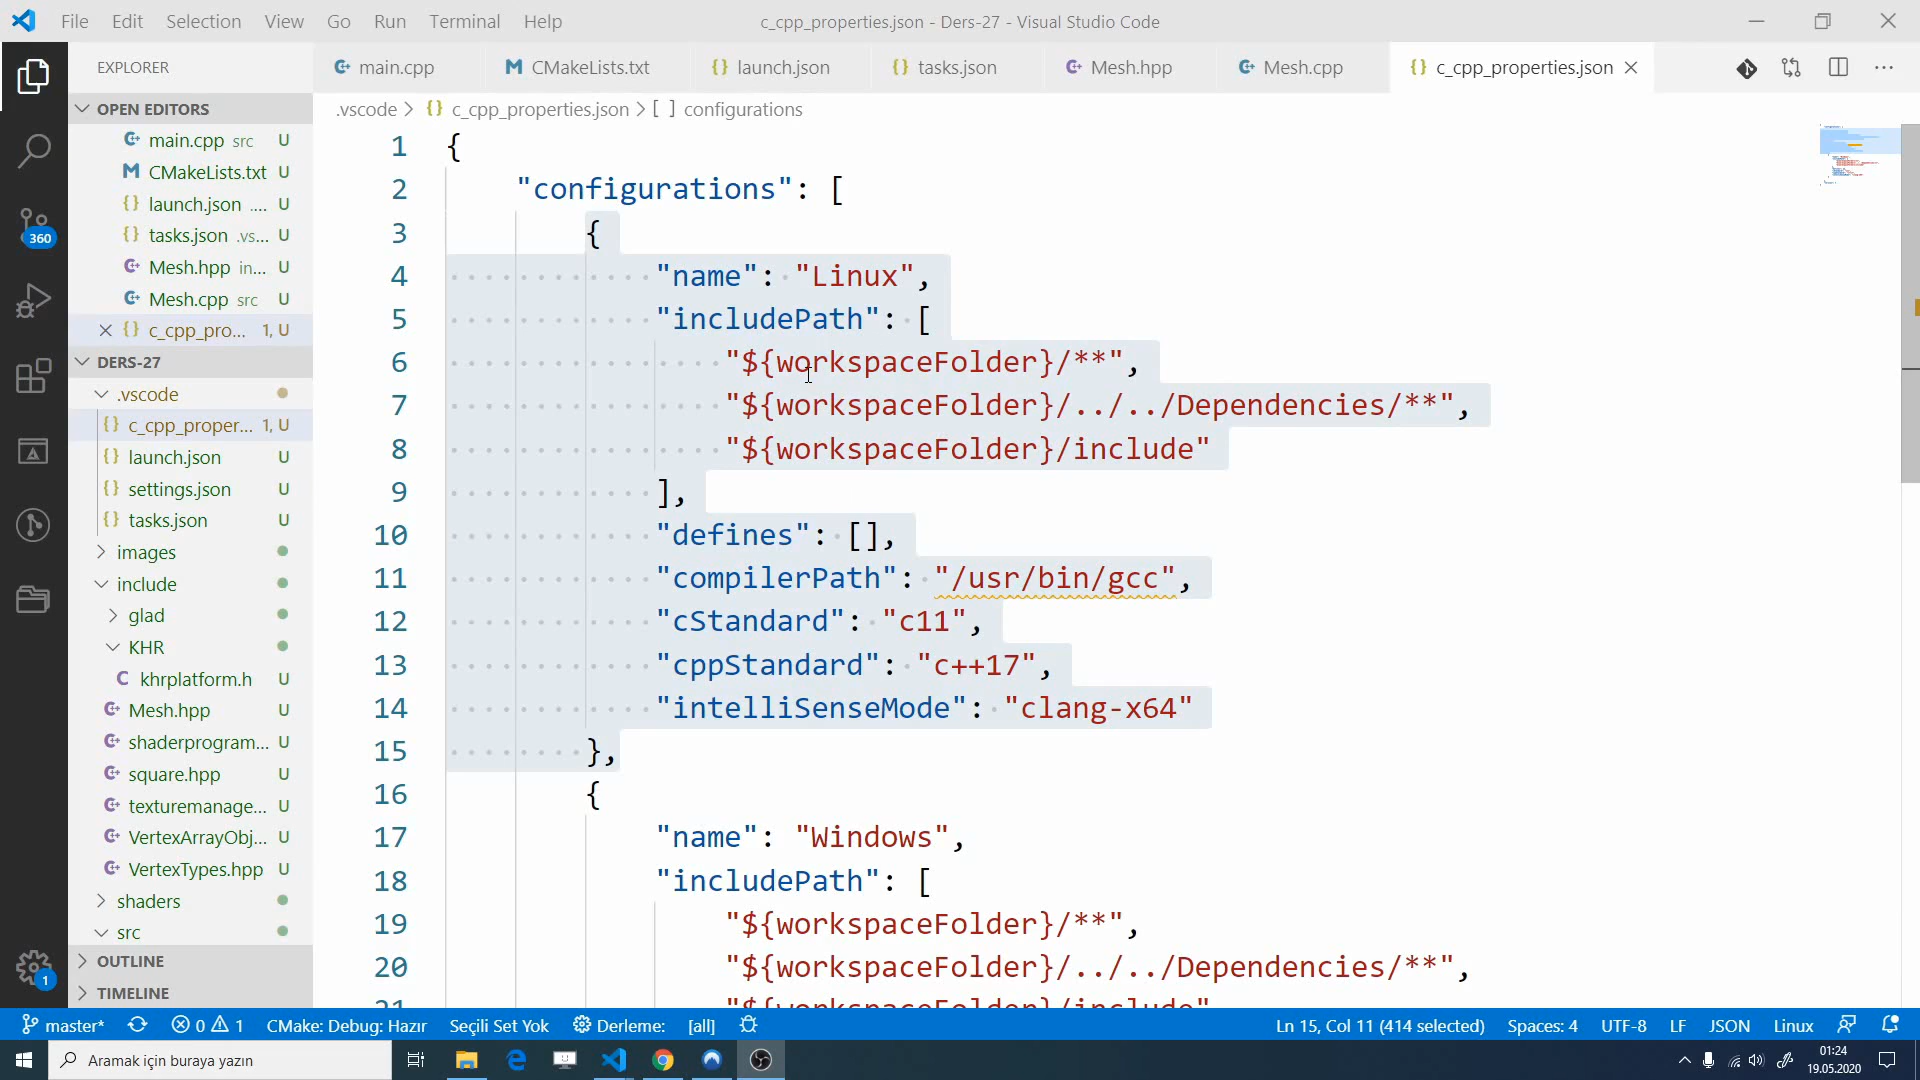 File Edit Selection View Go Run Terminal Help
c_cpp_properties.json - Ders-27 - Visual Studio Code
EXPLORER
main.cpp CMakeLists.txt launch.json tasks.json Mesh.hpp Mesh.cpp c_cpp_properties.json
OPEN EDITORS
main.cpp src U
CMakeLists.txt U
launch.json .... U
tasks.json .vs... U
Mesh.hpp in... U
Mesh.cpp src U
c_cpp_pro... 1, U
DERS-27
.vscode
c_cpp_proper... 1, U
launch.json U
settings.json U
tasks.json U
images
include
glad
KHR
khrplatform.h U
Mesh.hpp U
shaderprogram... U
square.hpp U
texturemanage... U
VertexArrayObj... U
VertexTypes.hpp U
shaders
src
OUTLINE
TIMELINE
360
1
.vscode > {} c_cpp_properties.json > [ ] configurations
1 {
2 "configurations": [
3 {
4 "name": "Linux",
5 "includePath": [
6 "${workspaceFolder}/**",
7 "${workspaceFolder}/../../Dependencies/**",
8 "${workspaceFolder}/include"
9 ],
10 "defines": [],
11 "compilerPath": "/usr/bin/gcc",
12 "cStandard": "c11",
13 "cppStandard": "c++17",
14 "intelliSenseMode": "clang-x64"
15 },
16 {
17 "name": "Windows",
18 "includePath": [
19 "${workspaceFolder}/**",
20 "${workspaceFolder}/../../Dependencies/**",
21 "${workspaceFolder}/include"
master* 0 1 CMake: Debug: Hazır Seçili Set Yok Derleme: [all] Ln 15, Col 11 (414 selected) Spaces: 4 UTF-8 LF JSON Linux
Aramak için buraya yazın
01:24
19.05.2020